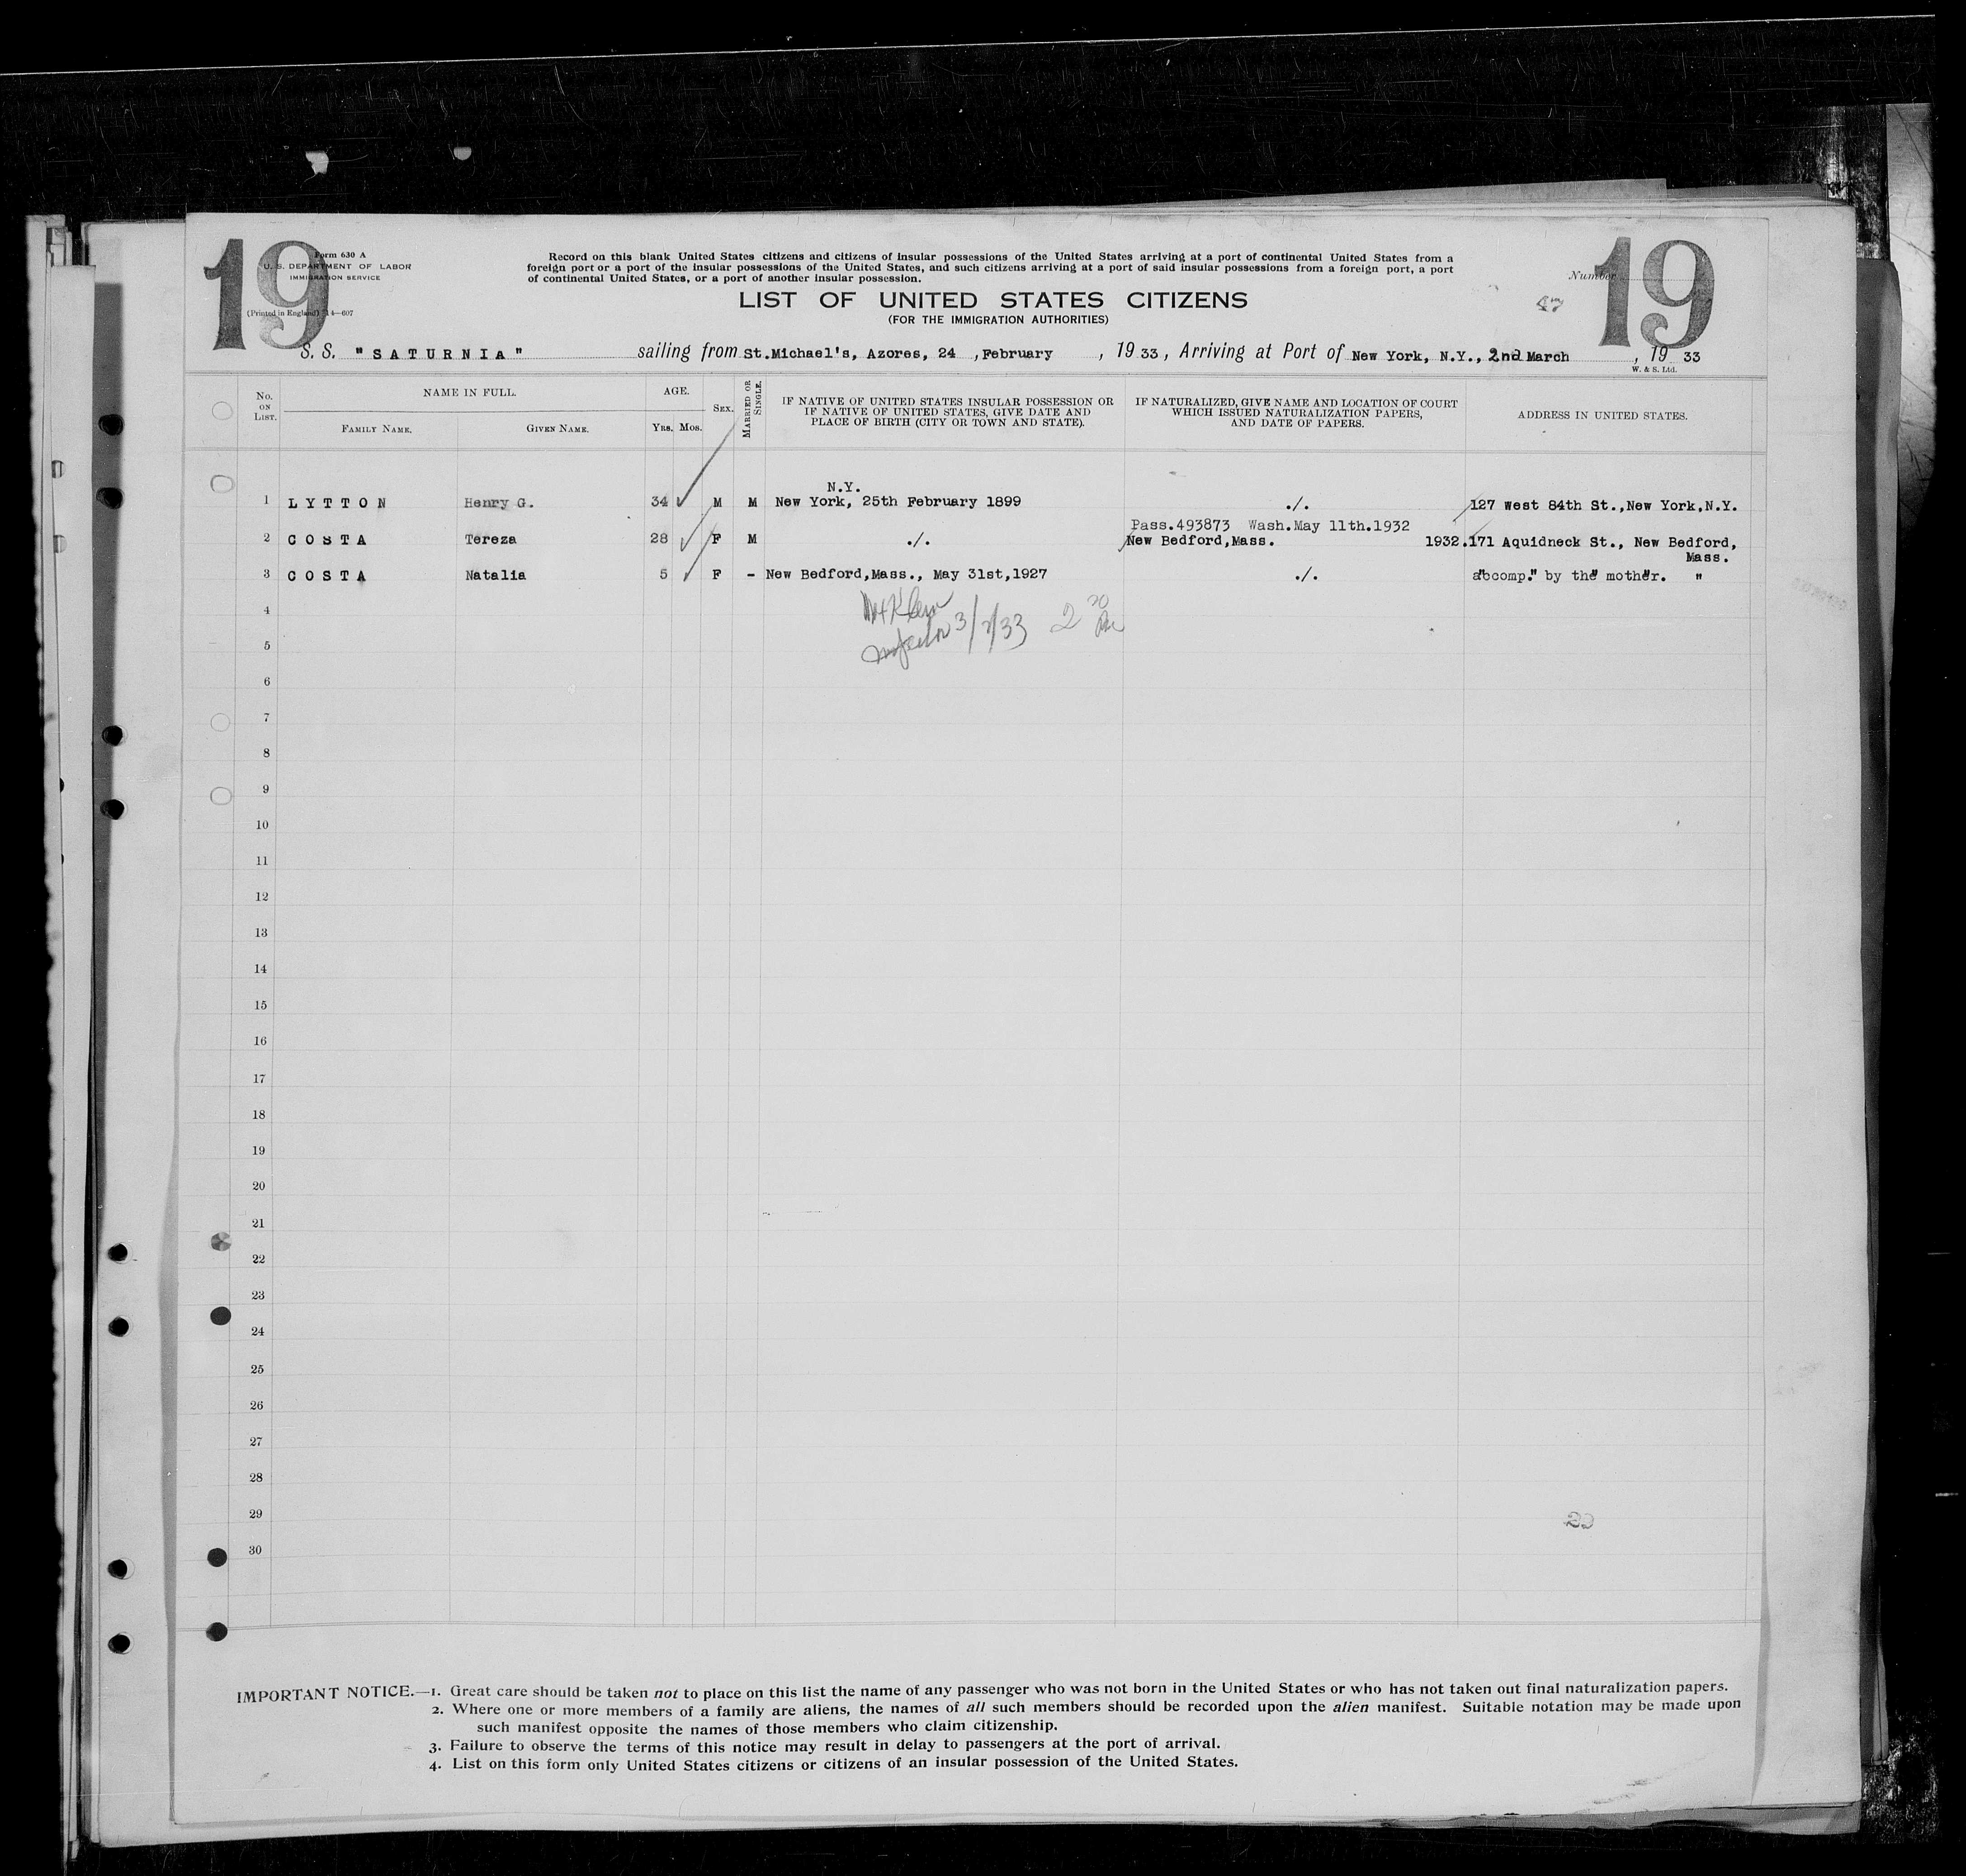 19
Form 630 A
U. S. DEPARTMENT OF LABOR
IMMIGRATION SERVICE
(Printed in England) 14—607
Record on this blank United States citizens and citizens of insular possessions of the United States arriving at a port of continental United States from a
foreign port or a port of the insular possessions of the United States, and such citizens arriving at a port of said insular possessions from a foreign port, a port
of continental United States, or a port of another insular possession.
LIST OF UNITED STATES CITIZENS
(FOR THE IMMIGRATION AUTHORITIES)
Number
19
47
S. S. "SATURNIA" sailing from St.Michael's, Azores, 24 , February , 19 33, Arriving at Port of New York, N.Y., 2nd March , 19 33
W. & S. Ltd.
No. ON LIST.
NAME IN FULL.
FAMILY NAME.
GIVEN NAME.
AGE.
YRS. MOS.
SEX.
MARRIED OR SINGLE.
IF NATIVE OF UNITED STATES INSULAR POSSESSION OR
IF NATIVE OF UNITED STATES, GIVE DATE AND
PLACE OF BIRTH (CITY OR TOWN AND STATE).
IF NATURALIZED, GIVE NAME AND LOCATION OF COURT
WHICH ISSUED NATURALIZATION PAPERS,
AND DATE OF PAPERS.
ADDRESS IN UNITED STATES.
N.Y.
1 LYTTON Henry G. 34 M M New York, 25th February 1899 ./. 127 West 84th St.,New York,N.Y.
Pass.493873 Wash.May 11th.1932
2 COSTA Tereza 28 F M ./. New Bedford,Mass. 1932. 171 Aquidneck St., New Bedford,
Mass.
3 COSTA Natalia 5 F - New Bedford,Mass., May 31st,1927 ./. accomp. by the mother. "
4
3/2/33 2 20
5
6
7
8
9
10
11
12
13
14
15
16
17
18
19
20
21
22
23
24
25
26
27
28
29
30
IMPORTANT NOTICE.—1. Great care should be taken not to place on this list the name of any passenger who was not born in the United States or who has not taken out final naturalization papers.
2. Where one or more members of a family are aliens, the names of all such members should be recorded upon the alien manifest. Suitable notation may be made upon
such manifest opposite the names of those members who claim citizenship.
3. Failure to observe the terms of this notice may result in delay to passengers at the port of arrival.
4. List on this form only United States citizens or citizens of an insular possession of the United States.